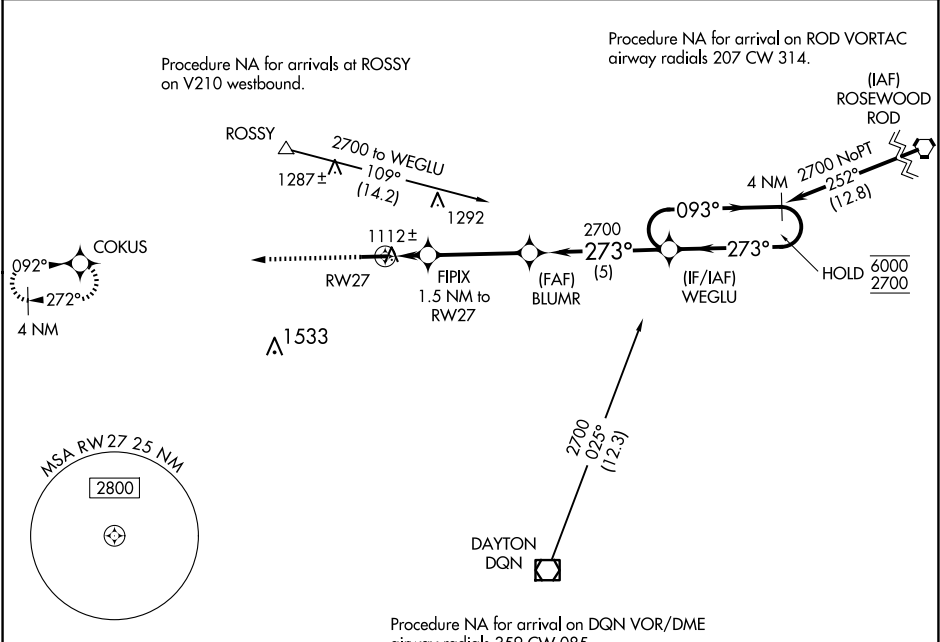 Procedure NA for arrivals at ROSSY
on V210 westbound.
Procedure NA for arrival on ROD VORTAC
airway radials 207 CW 314.
(IAF)
ROSEWOOD
ROD
ROSSY
2700 to WEGLU
109°
(14.2)
1287±
1292
2700 NoPT
252°
(12.8)
4 NM
093°
273°
HOLD
6000
2700
2700
273°
(5)
1112±
RW27
FIPIX
1.5 NM to
RW27
(FAF)
BLUMR
(IF/IAF)
WEGLU
092°
COKUS
272°
4 NM
1533
2700
025°
(12.3)
MSA RW27 25 NM
2800
DAYTON
DQN
Procedure NA for arrival on DQN VOR/DME